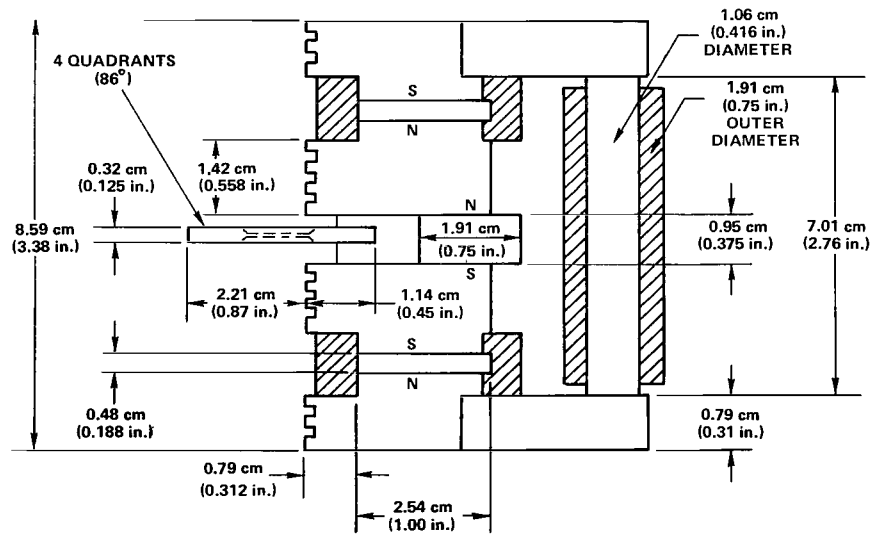 1.06 cm
(0.416 in.)
DIAMETER
4 QUADRANTS
(86°)
1.91 cm
(0.75 in.)
OUTER
DIAMETER
S
N
0.32 cm
(0.125 in.)
1.42 cm
(0.558 in.)
N
8.59 cm
(3.38 in.)
1.91 cm
(0.75 in.)
0.95 cm
(0.375 in.)
7.01 cm
(2.76 in.)
S
2.21 cm
(0.87 in.)
1.14 cm
(0.45 in.)
S
N
0.48 cm
(0.188 in.)
0.79 cm
(0.31 in.)
0.79 cm
(0.312 in.)
2.54 cm
(1.00 in.)